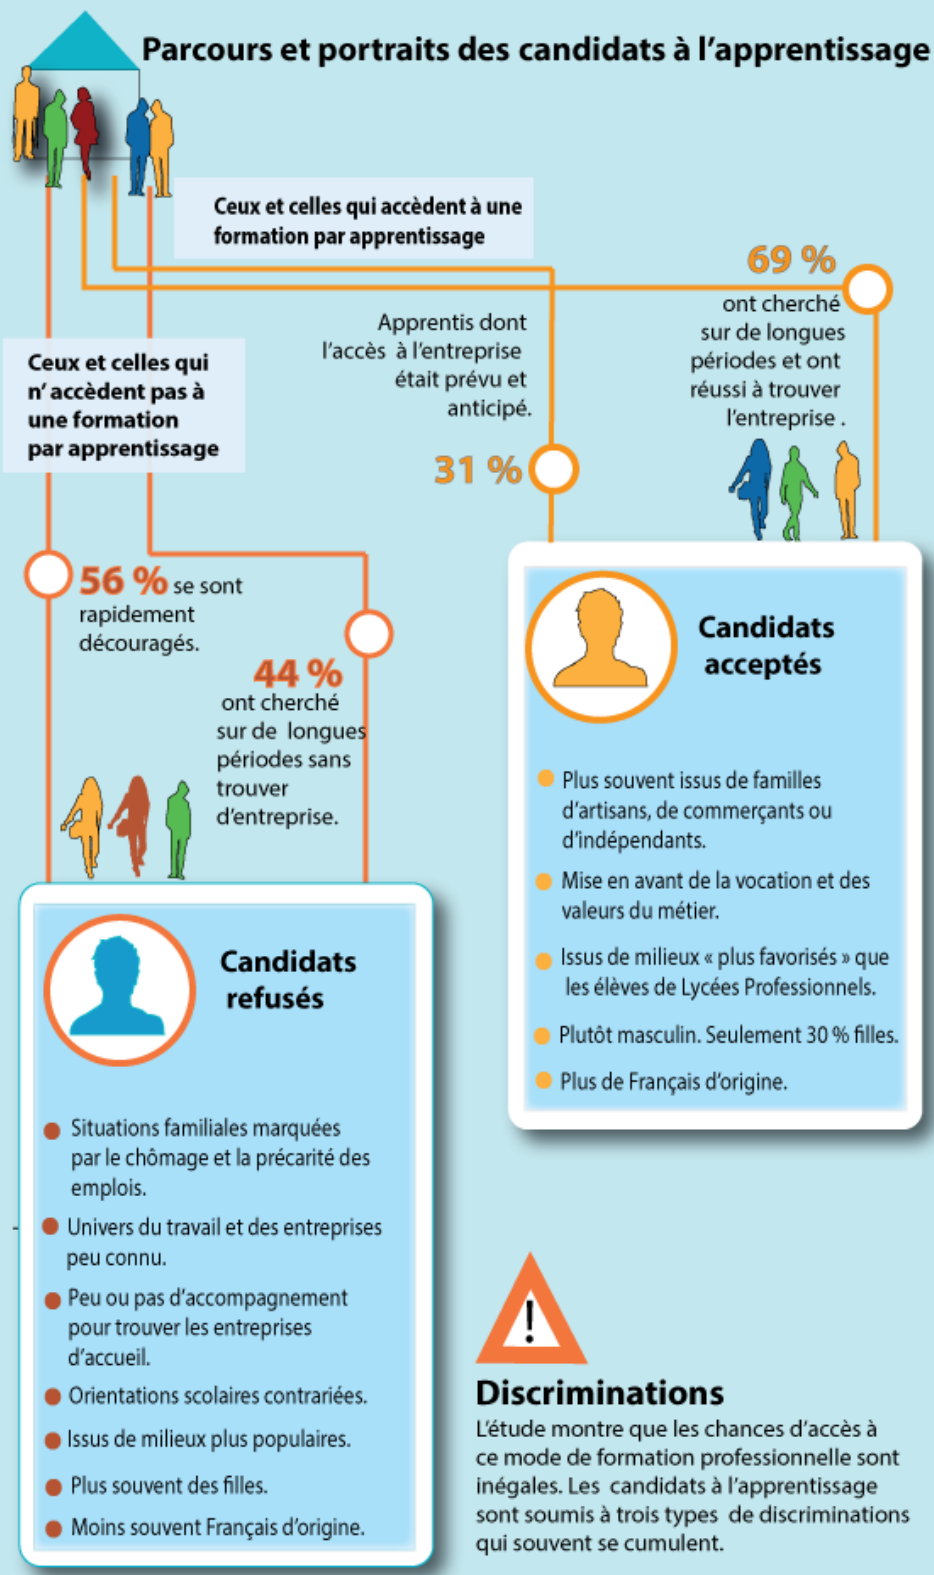 Parcours et portraits des candidats à l'apprentissage
Ceux et celles qui accèdent à une
formation par apprentissage
69 %
ont cherché
sur de longues
périodes et ont
réussi à trouver
l'entreprise .
Apprentis dont
l'accès à l'entreprise
était prévu et
anticipé.
31 %
Ceux et celles qui
n' accèdent pas à
une formation
par apprentissage
56 % se sont
rapidement
découragés.
44 %
ont cherché
sur de longues
périodes sans
trouver
d'entreprise.
Candidats
acceptés
Plus souvent issus de familles
d'artisans, de commerçants ou
d'indépendants.
Mise en avant de la vocation et des
valeurs du métier.
Issus de milieux « plus favorisés » que
les élèves de Lycées Professionnels.
Plutôt masculin. Seulement 30 % filles.
Plus de Français d'origine.
Candidats
refusés
Situations familiales marquées
par le chômage et la précarité des
emplois.
Univers du travail et des entreprises
peu connu.
Peu ou pas d'accompagnement
pour trouver les entreprises
d'accueil.
Orientations scolaires contrariées.
Issus de milieux plus populaires.
Plus souvent des filles.
Moins souvent Français d'origine.
!
Discriminations
L'étude montre que les chances d'accès à
ce mode de formation professionnelle sont
inégales. Les candidats à l'apprentissage
sont soumis à trois types de discriminations
qui souvent se cumulent.